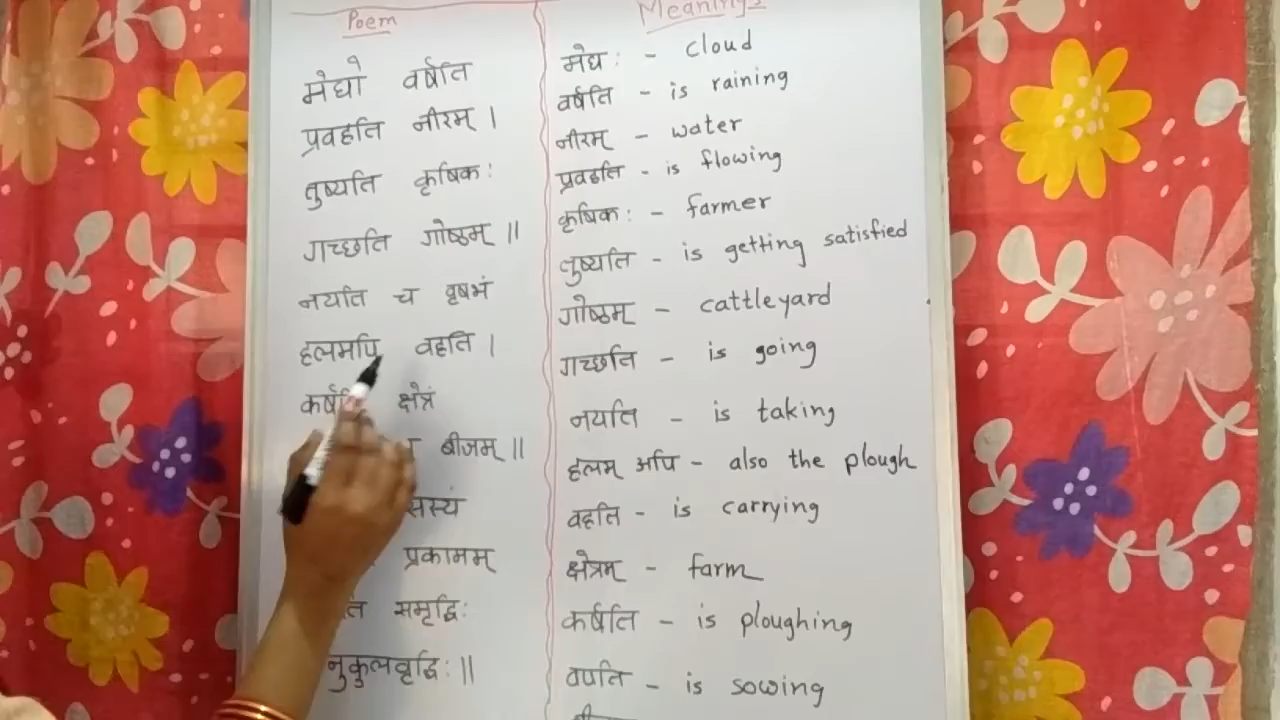 Poem
मेघो वर्षति
प्रवहति नीरम् ।
तुष्यति कृषिकः
गच्छति गोष्ठम् ॥
नयति च वृषभं
हलमपि वहति ।
क्षेत्रं
बीजम् ॥
सस्यं
प्रकामम्
समृद्धिः
Meanings
मेघः - cloud
वर्षति - is raining
नीरम् - water
प्रवहति - is flowing
कृषिकः - farmer
तुष्यति - is getting satisfied
गोष्ठम् - cattleyard
गच्छति - is going
नयति - is taking
हलम् अपि - also the plough
वहति - is carrying
क्षेत्रम् - farm
कर्षति - is ploughing
वपति - is sowing